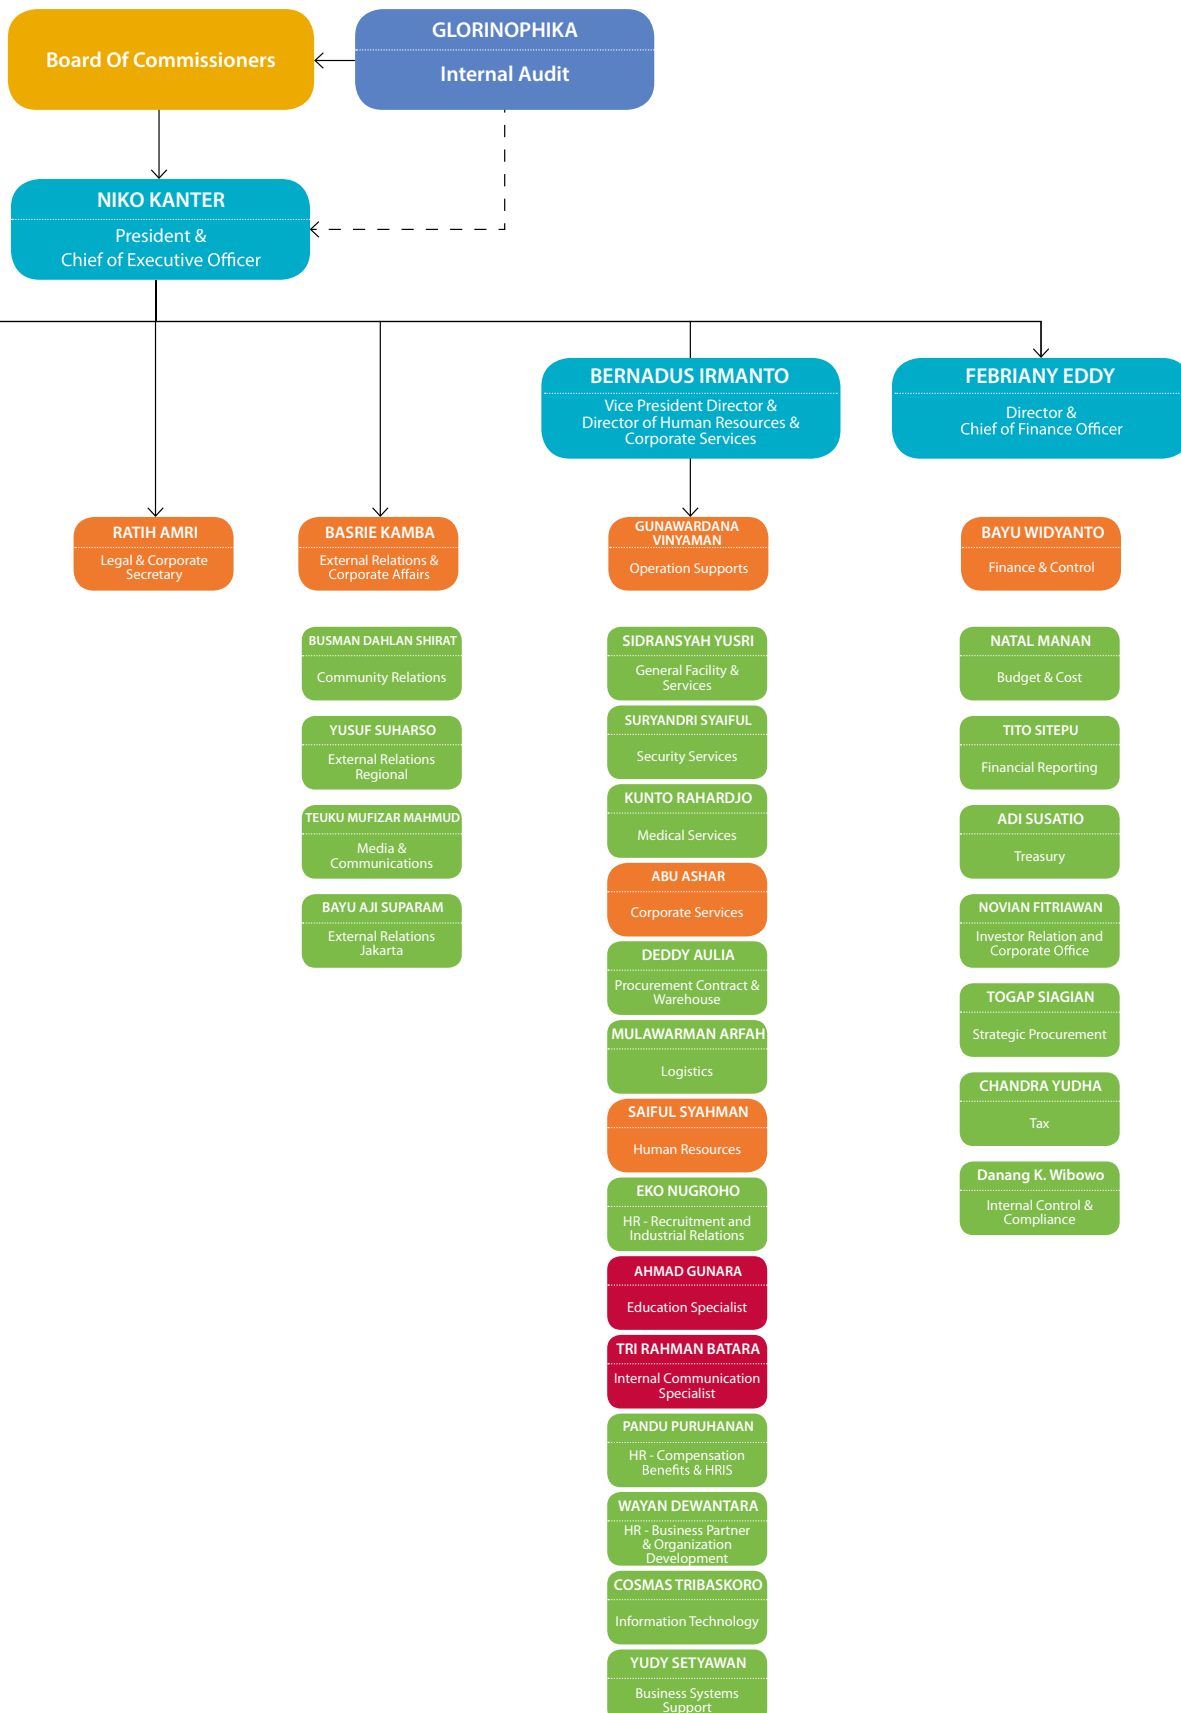 GLORINOPHIKA
Board Of Commissioners
Internal Audit
NIKO KANTER
President &
Chief of Executive Officer
BERNADUS IRMANTO
Vice President Director &
Director of Human Resources &
Corporate Services
FEBRIANY EDDY
Director &
Chief of Finance Officer
RATIH AMRI
Legal & Corporate
Secretary
BASRIE KAMBA
External Relations &
Corporate Affairs
GUNAWARDANA
VINYAMAN
Operation Supports
BAYU WIDYANTO
Finance & Control
BUSMAN DAHLAN SHIRAT
Community Relations
YUSUF SUHARSO
External Relations
Regional
TEUKU MUFIZAR MAHMUD
Media &
Communications
BAYU AJI SUPARAM
External Relations
Jakarta
SIDRANSYAH YUSRI
General Facility &
Services
SURYANDRI SYAIFUL
Security Services
KUNTO RAHARDJO
Medical Services
ABU ASHAR
Corporate Services
DEDDY AULIA
Procurement Contract &
Warehouse
MULAWARMAN ARFAH
Logistics
SAIFUL SYAHMAN
Human Resources
EKO NUGROHO
HR - Recruitment and
Industrial Relations
AHMAD GUNARA
Education Specialist
TRI RAHMAN BATARA
Internal Communication
Specialist
PANDU PURUHANAN
HR - Compensation
Benefits & HRIS
WAYAN DEWANTARA
HR - Business Partner
& Organization
Development
COSMAS TRIBASKORO
Information Technology
YUDY SETYAWAN
Business Systems
Support
NATAL MANAN
Budget & Cost
TITO SITEPU
Financial Reporting
ADI SUSATIO
Treasury
NOVIAN FITRIAWAN
Investor Relation and
Corporate Office
TOGAP SIAGIAN
Strategic Procurement
CHANDRA YUDHA
Tax
Danang K. Wibowo
Internal Control &
Compliance